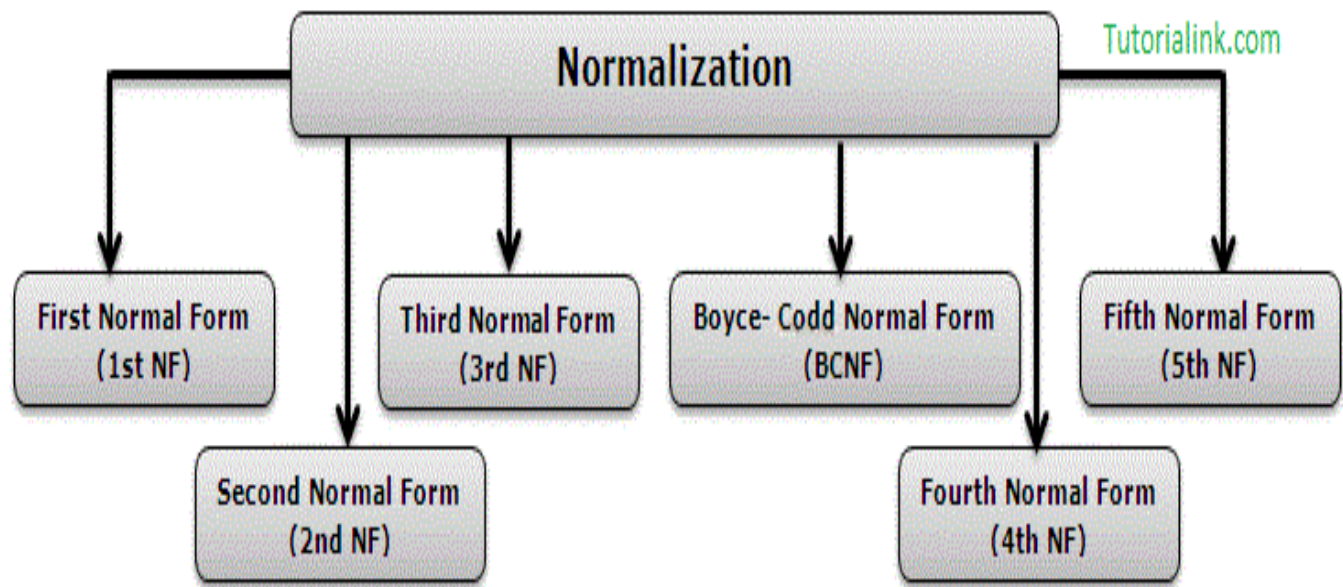 Normalization
Tutorialink.com
First Normal Form
(1st NF)
Second Normal Form
(2nd NF)
Third Normal Form
(3rd NF)
Boyce- Codd Normal Form
(BCNF)
Fourth Normal Form
(4th NF)
Fifth Normal Form
(5th NF)